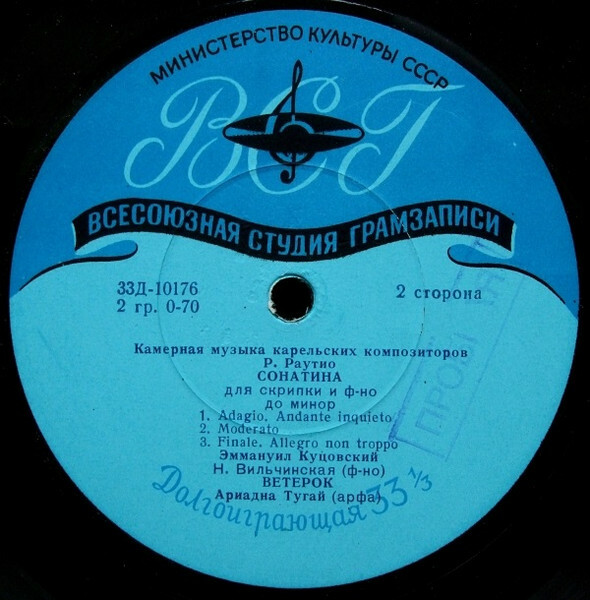 МИНИСТЕРСТВО КУЛЬТУРЫ СССР
ВСГ
ВСЕСОЮЗНАЯ СТУДИЯ ГРАМЗАПИСИ
33Д-10176
2 гр. 0-70
2 сторона
Камерная музыка карельских композиторов
Р. Раутио
СОНАТИНА
для скрипки и ф-но
до минор
1. Adagio. Andante inquieto
2. Moderato
3. Finale. Allegro non troppo
Эммануил Куцовский
Н. Вильчинская (ф-но)
ВЕТЕРОК
Ариадна Тугай (арфа)
Долгоиграющая 33 1/3